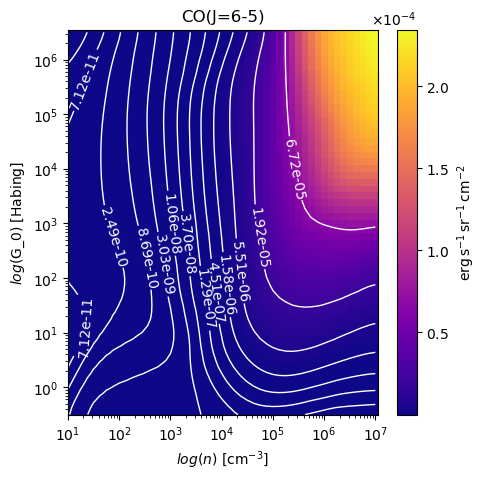 CO(J=6-5)
×10⁻⁴
10⁶
10⁵
10⁴
10³
10²
10¹
10⁰
log(G_0) [Habing]
10¹ 10² 10³ 10⁴ 10⁵ 10⁶ 10⁷
log(n) [cm⁻³]
7.12e-11
2.49e-10
8.69e-10
3.03e-09
1.06e-08
3.70e-08
1.29e-07
4.51e-07
1.58e-06
5.51e-06
1.92e-05
6.72e-05
7.12e-11
2.0
1.5
1.0
0.5
erg s⁻¹ sr⁻¹ cm⁻²